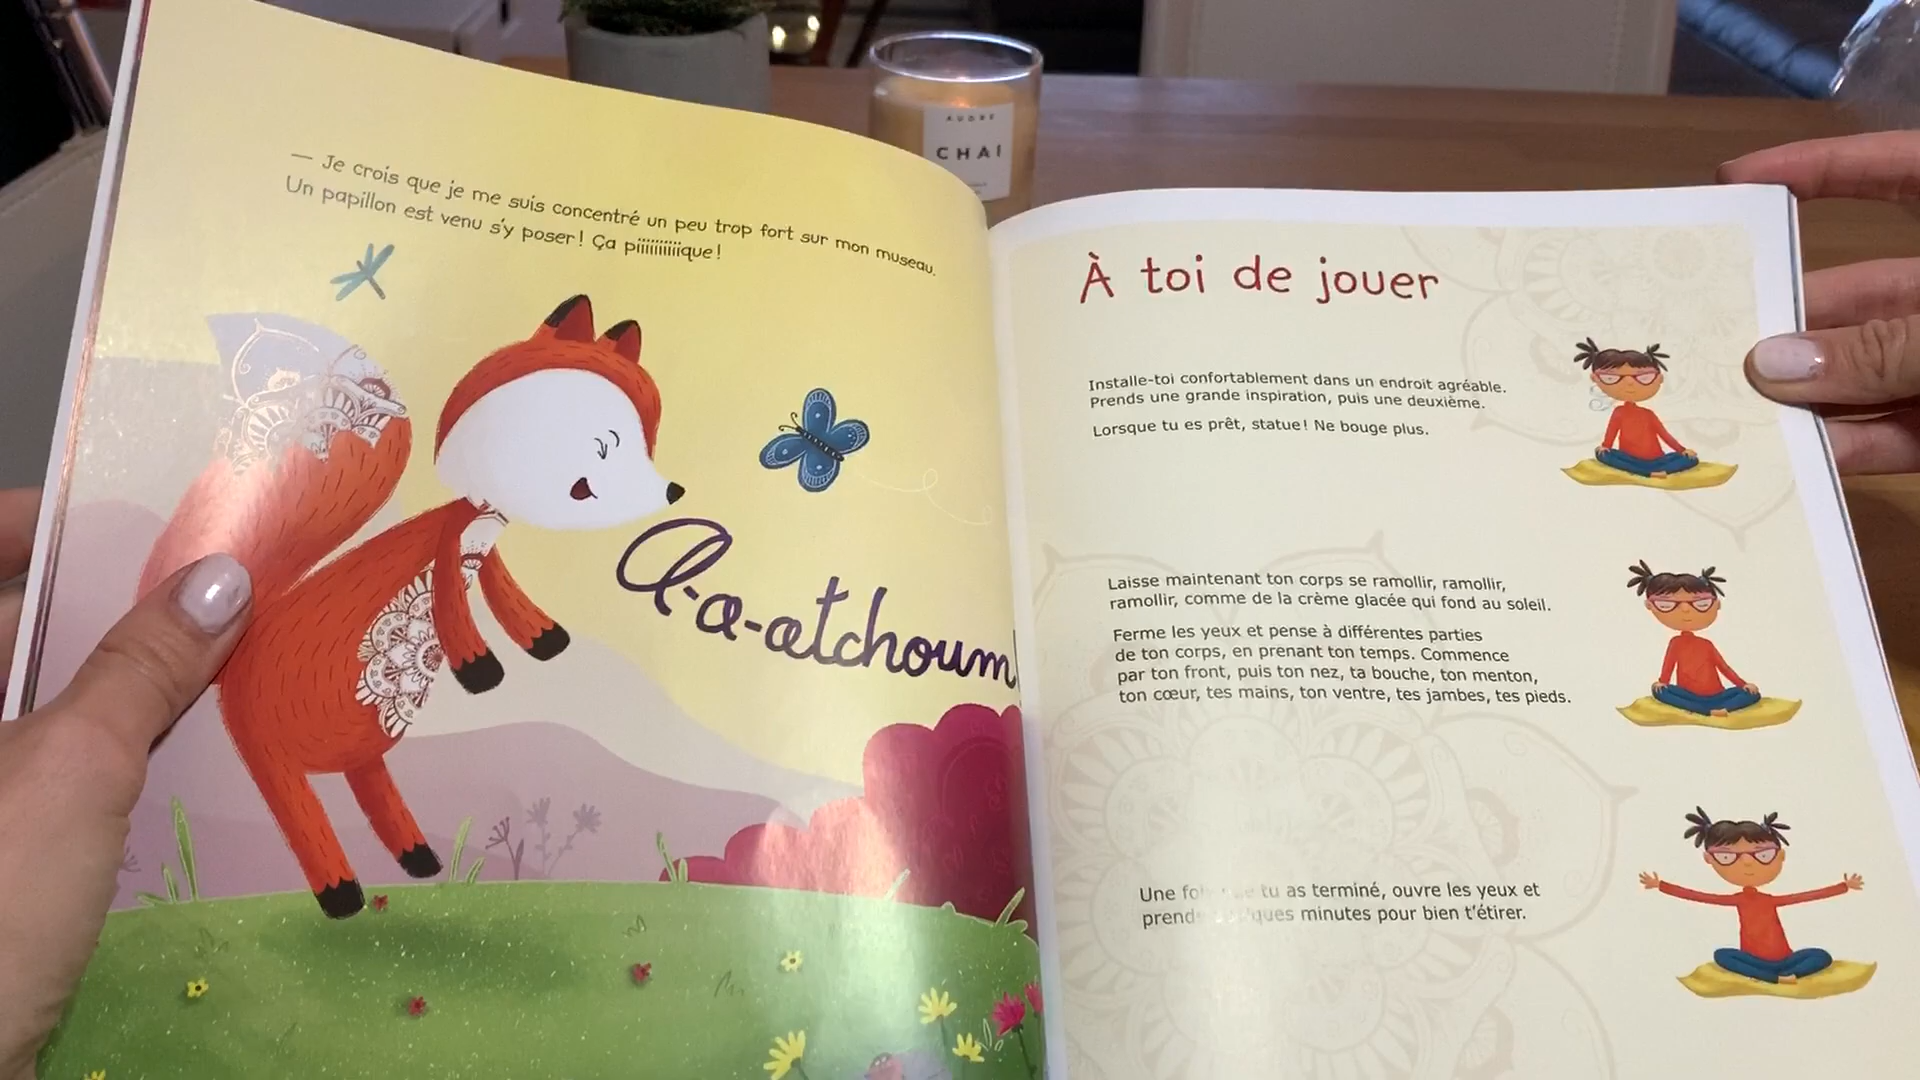 — Je crois que je me suis concentré un peu trop fort sur mon museau.
Un papillon est venu s'y poser! Ça piiiiiiiiiique!
A-a-atchoum!
À toi de jouer
Installe-toi confortablement dans un endroit agréable.
Prends une grande inspiration, puis une deuxième.
Lorsque tu es prêt, statue! Ne bouge plus.
Laisse maintenant ton corps se ramollir, ramollir,
ramollir, comme de la crème glacée qui fond au soleil.
Ferme les yeux et pense à différentes parties
de ton corps, en prenant ton temps. Commence
par ton front, puis ton nez, ta bouche, ton menton,
ton cœur, tes mains, ton ventre, tes jambes, tes pieds.
Une tu as terminé, ouvre les yeux et
minutes pour bien t'étirer.
AUDRE
CHAI